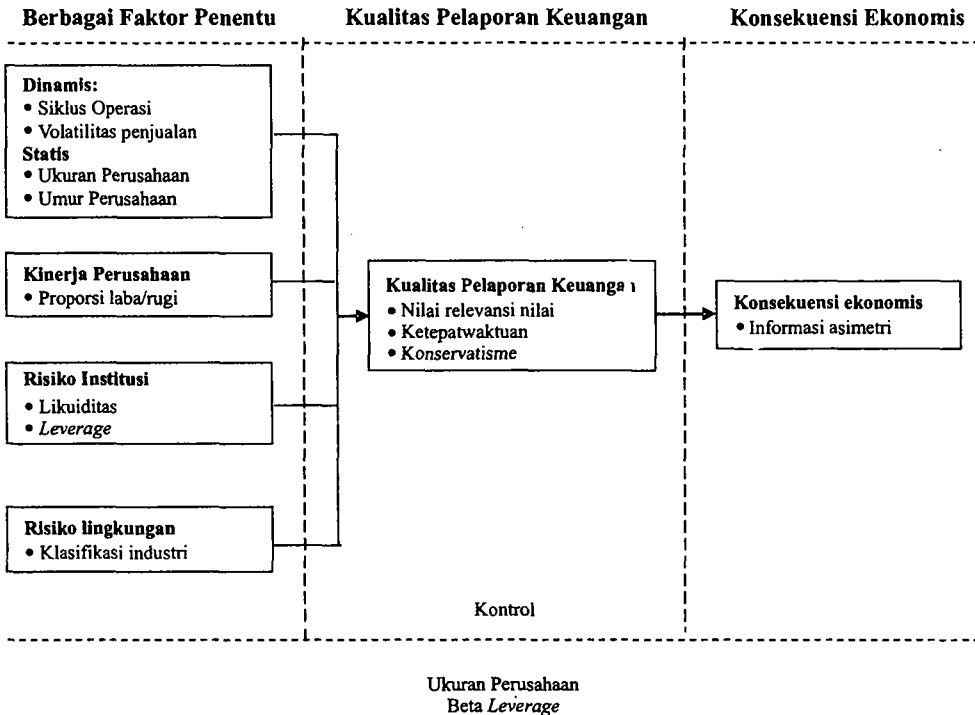 Berbagai Faktor Penentu
Kualitas Pelaporan Keuangan
Konsekuensi Ekonomis
Dinamis:
• Siklus Operasi
• Volatilitas penjualan
Statis
• Ukuran Perusahaan
• Umur Perusahaan
Kinerja Perusahaan
• Proporsi laba/rugi
Risiko Institusi
• Likuiditas
• Leverage
Risiko lingkungan
• Klasifikasi industri
Kualitas Pelaporan Keuangan
• Nilai relevansi nilai
• Ketepatwaktuan
• Konservatisme
Konsekuensi ekonomis
• Informasi asimetri
Kontrol
Ukuran Perusahaan
Beta Leverage